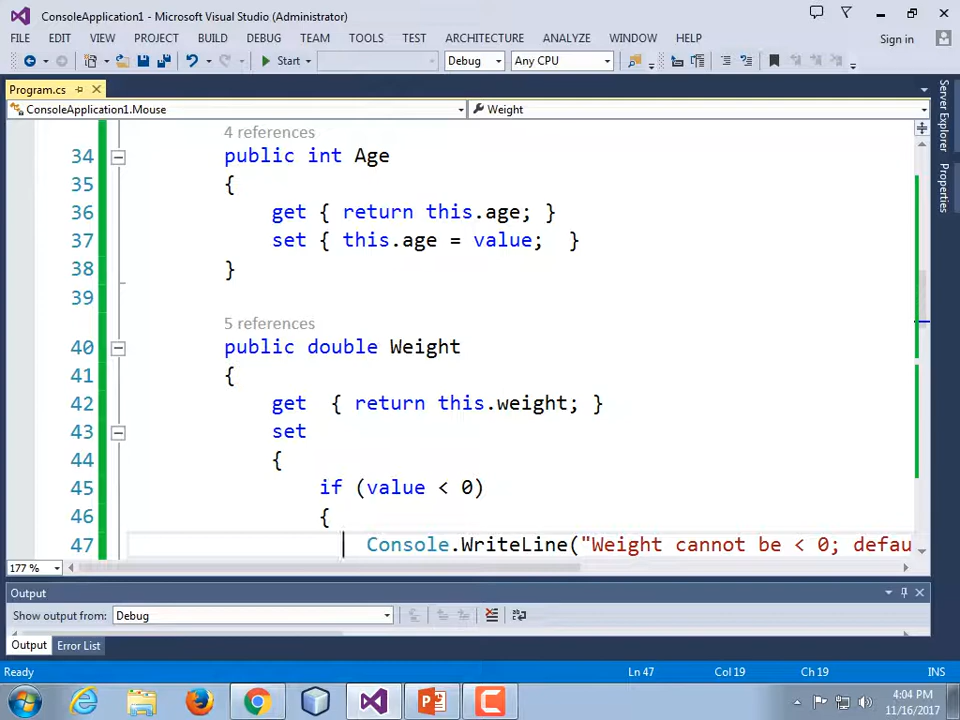 ConsoleApplication1 - Microsoft Visual Studio (Administrator)
FILE EDIT VIEW PROJECT BUILD DEBUG TEAM TOOLS TEST ARCHITECTURE ANALYZE WINDOW HELP Sign in
Start Debug Any CPU
Program.cs
ConsoleApplication1.Mouse Weight
Server Explorer
Properties
4 references
34 public int Age
35 {
36 get { return this.age; }
37 set { this.age = value;  }
38 }
39
5 references
40 public double Weight
41 {
42 get  { return this.weight; }
43 set
44 {
45 if (value < 0)
46 {
47 Console.WriteLine("Weight cannot be < 0; defau
177 %
Output
Show output from: Debug
Output Error List
Ready Ln 47 Col 19 Ch 19 INS
4:04 PM
11/16/2017